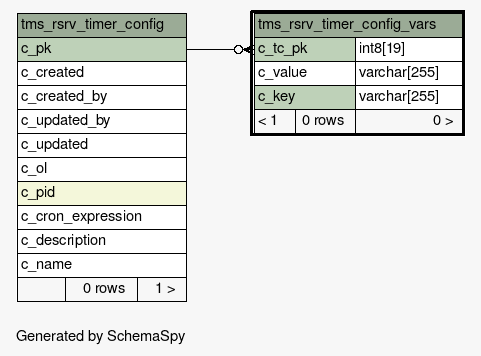 tms_rsrv_timer_config
c_pk
c_created
c_created_by
c_updated_by
c_updated
c_ol
c_pid
c_cron_expression
c_description
c_name
0 rows 1 >
tms_rsrv_timer_config_vars
c_tc_pk int8[19]
c_value varchar[255]
c_key varchar[255]
< 1 0 rows 0 >
Generated by SchemaSpy